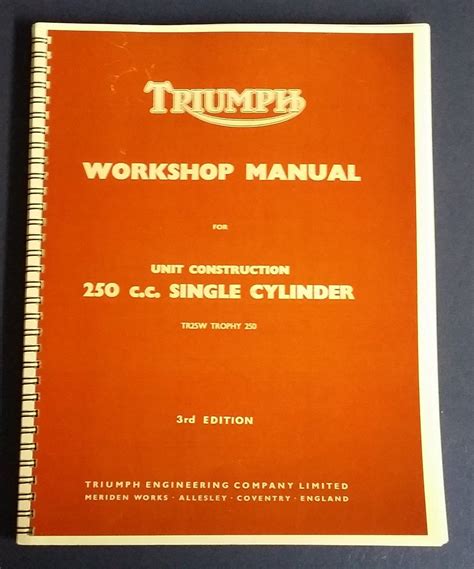 TRIUMPH
WORKSHOP MANUAL
FOR
UNIT CONSTRUCTION
250 c.c. SINGLE CYLINDER
TR25W TROPHY 250
3rd EDITION
TRIUMPH ENGINEERING COMPANY LIMITED
MERIDEN WORKS · ALLESLEY · COVENTRY · ENGLAND